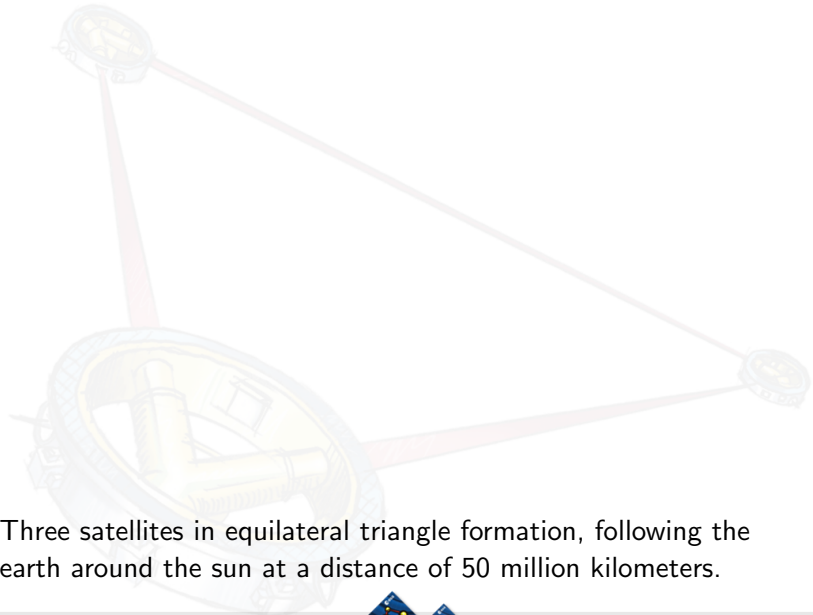 Three satellites in equilateral triangle formation, following the
earth around the sun at a distance of 50 million kilometers.